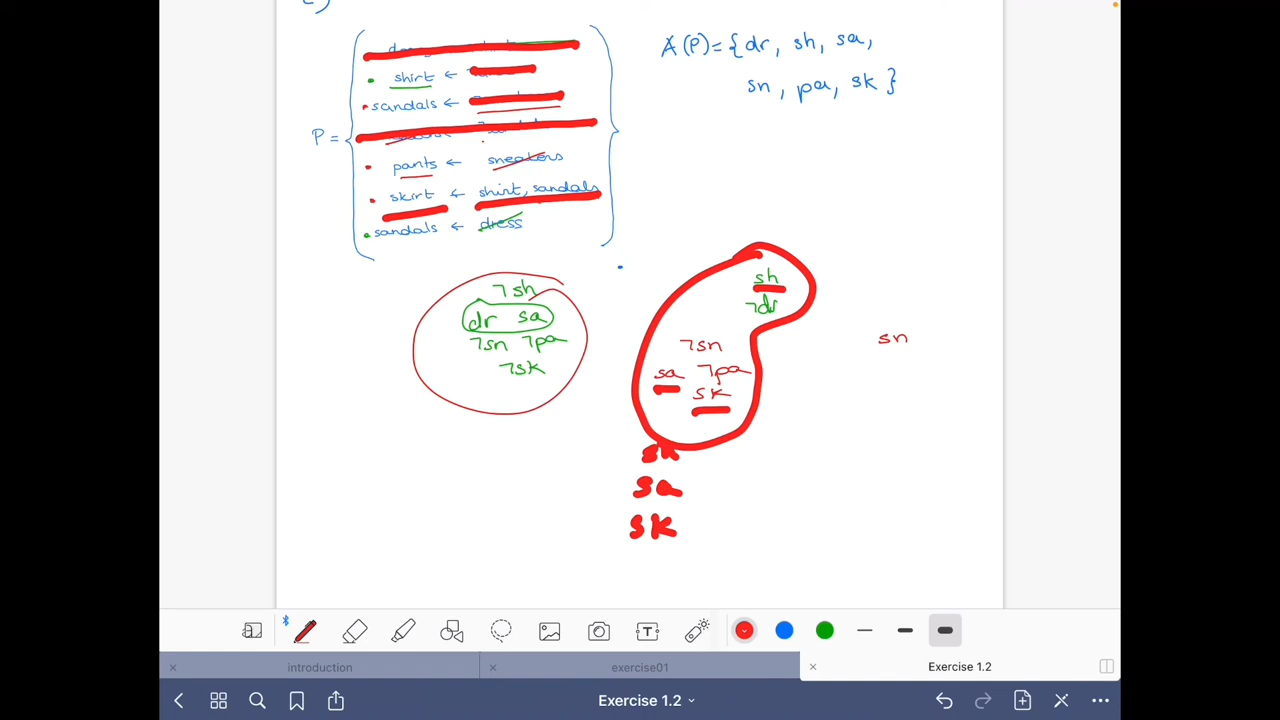 c)
shirt ←
A(P) = { dr, sh, sa,
sandals ←
sn, pa, sk }
P =
pants ← sneakers
skirt ← shirt, sandals
sandals ← dress
¬sh
dr sa
¬sn ¬pa
¬sk
sh
¬dr
¬sn
sa ¬pa
sk
sn
sa
sk
T
introduction
exercise01
Exercise 1.2
Exercise 1.2